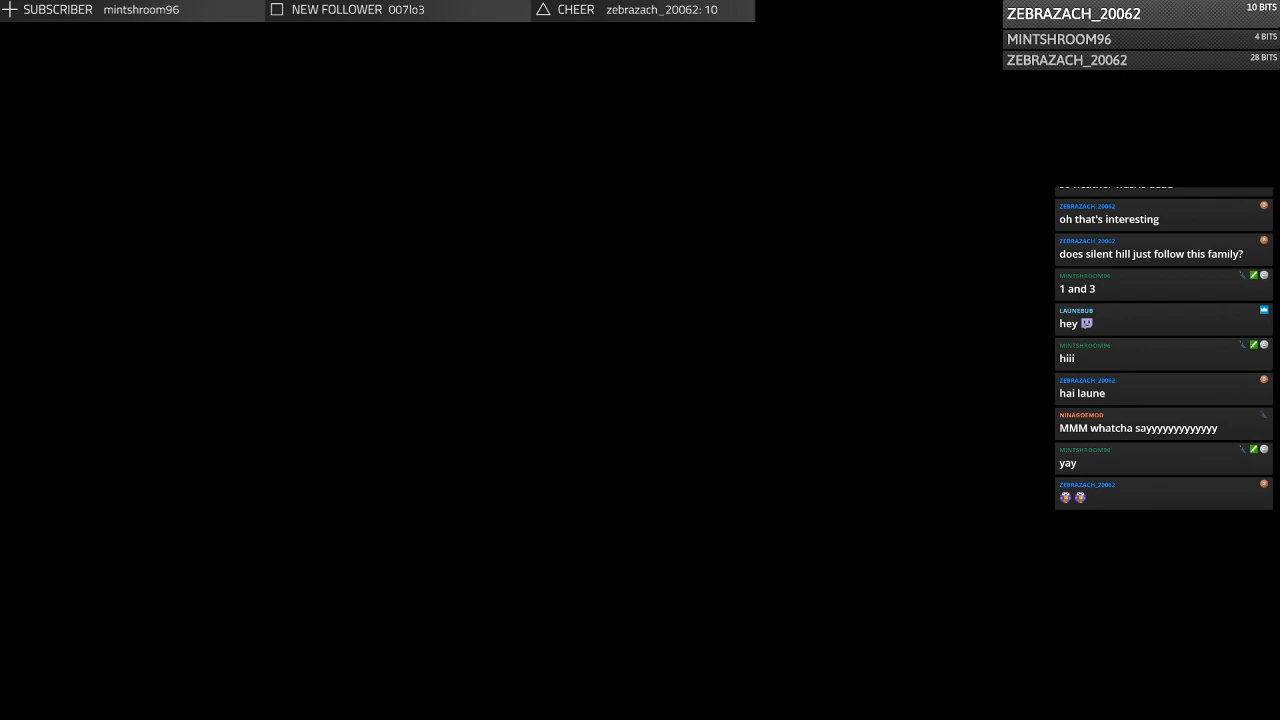 SUBSCRIBER mintshroom96
NEW FOLLOWER 007lo3
CHEER zebrazach_20062: 10
ZEBRAZACH_20062 10 BITS
MINTSHROOM96 4 BITS
ZEBRAZACH_20062 28 BITS
ZEBRAZACH_20062
oh that's interesting
ZEBRAZACH_20062
does silent hill just follow this family?
MINTSHROOM96
1 and 3
LAUNEBUB
hey
MINTSHROOM96
hiii
ZEBRAZACH_20062
hai laune
NINAGOEMOD
MMM whatcha sayyyyyyyyyyyyy
MINTSHROOM96
yay
ZEBRAZACH_20062